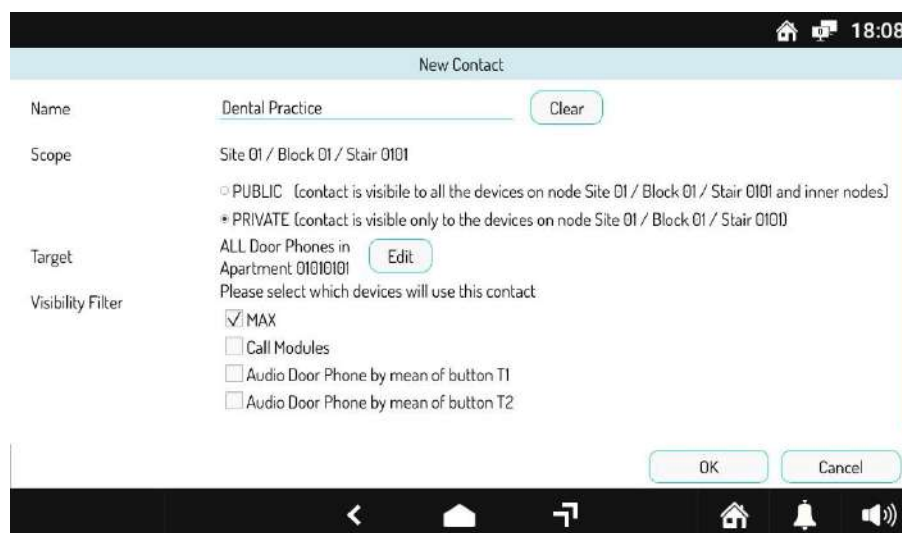 18:08
New Contact
Name Dental Practice Clear
Scope Site 01 / Block 01 / Stair 0101
PUBLIC (contact is visibile to all the devices on node Site 01 / Block 01 / Stair 0101 and inner nodes)
PRIVATE (contact is visible only to the devices on node Site 01 / Block 01 / Stair 0101)
Target ALL Door Phones in
Apartment 01010101 Edit
Visibility Filter Please select which devices will use this contact
MAX
Call Modules
Audio Door Phone by mean of button T1
Audio Door Phone by mean of button T2
OK Cancel